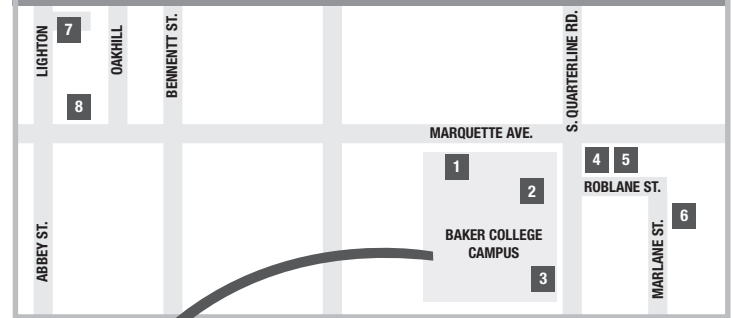 LIGHTON
7
OAKHILL
BENNENTT ST.
S. QUARTERLINE RD.
8
MARQUETTE AVE.
1
2
4
5
ROBLANE ST.
6
ABBEY ST.
BAKER COLLEGE
CAMPUS
3
MARLANE ST.